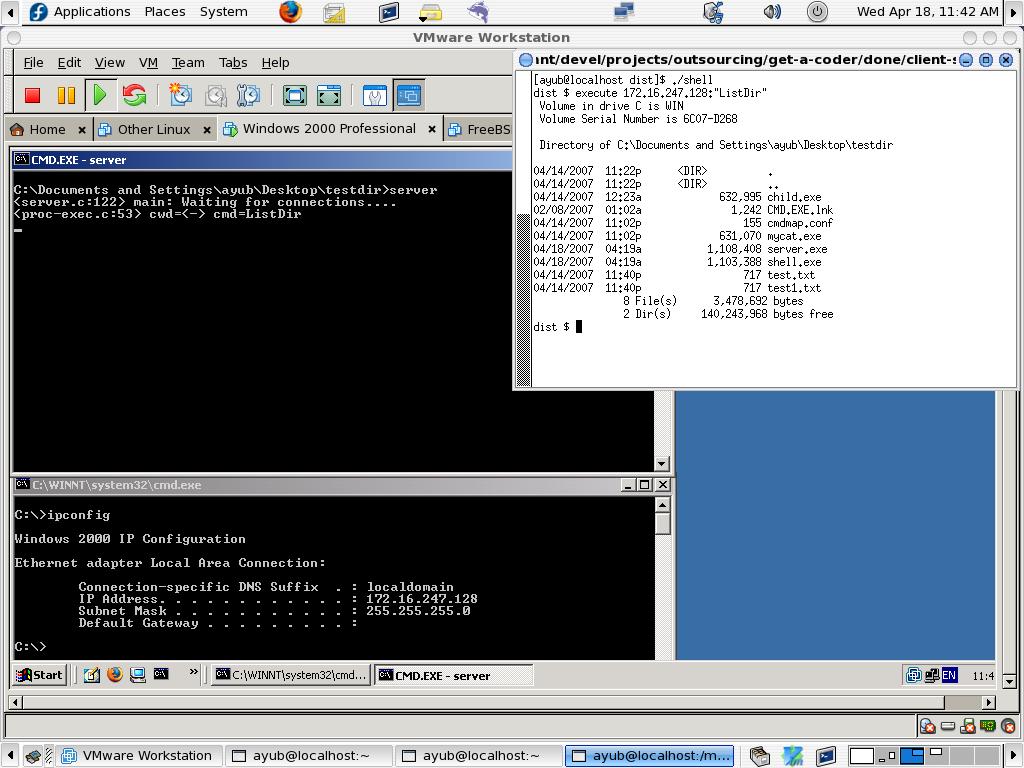 Applications Places System Wed Apr 18, 11:42 AM
VMware Workstation
File Edit View VM Team Tabs Help
Home Other Linux Windows 2000 Professional FreeBS
CMD.EXE - server
C:\Documents and Settings\ayub\Desktop\testdir>server
<server.c:122> main: Waiting for connections....
<proc-exec.c:53> cwd=<-> cmd=ListDir
nt/devel/projects/outsourcing/get-a-coder/done/client-s
[ayub@localhost dist]$ ./shell
dist $ execute 172.16.247.128:"ListDir"
Volume in drive C is WIN
Volume Serial Number is 6C07-D268
Directory of C:\Documents and Settings\ayub\Desktop\testdir
04/14/2007 11:22p <DIR> .
04/14/2007 11:22p <DIR> ..
04/14/2007 12:23a 632,995 child.exe
02/08/2007 01:02a 1,242 CMD.EXE.lnk
04/14/2007 11:02p 155 cmdmap.conf
04/14/2007 11:02p 631,070 mycat.exe
04/18/2007 04:19a 1,108,408 server.exe
04/18/2007 04:19a 1,103,388 shell.exe
04/14/2007 11:40p 717 test.txt
04/14/2007 11:40p 717 test1.txt
8 File(s) 3,478,692 bytes
2 Dir(s) 140,243,968 bytes free
dist $
C:\WINNT\system32\cmd.exe
C:\>ipconfig
Windows 2000 IP Configuration
Ethernet adapter Local Area Connection:
Connection-specific DNS Suffix . : localdomain
IP Address. . . . . . . . . . . . : 172.16.247.128
Subnet Mask . . . . . . . . . . . : 255.255.255.0
Default Gateway . . . . . . . . . :
C:\>
Start » C:\WINNT\system32\cmd... CMD.EXE - server EN 11:4
VMware Workstation ayub@localhost:~ ayub@localhost:~ ayub@localhost:/m...